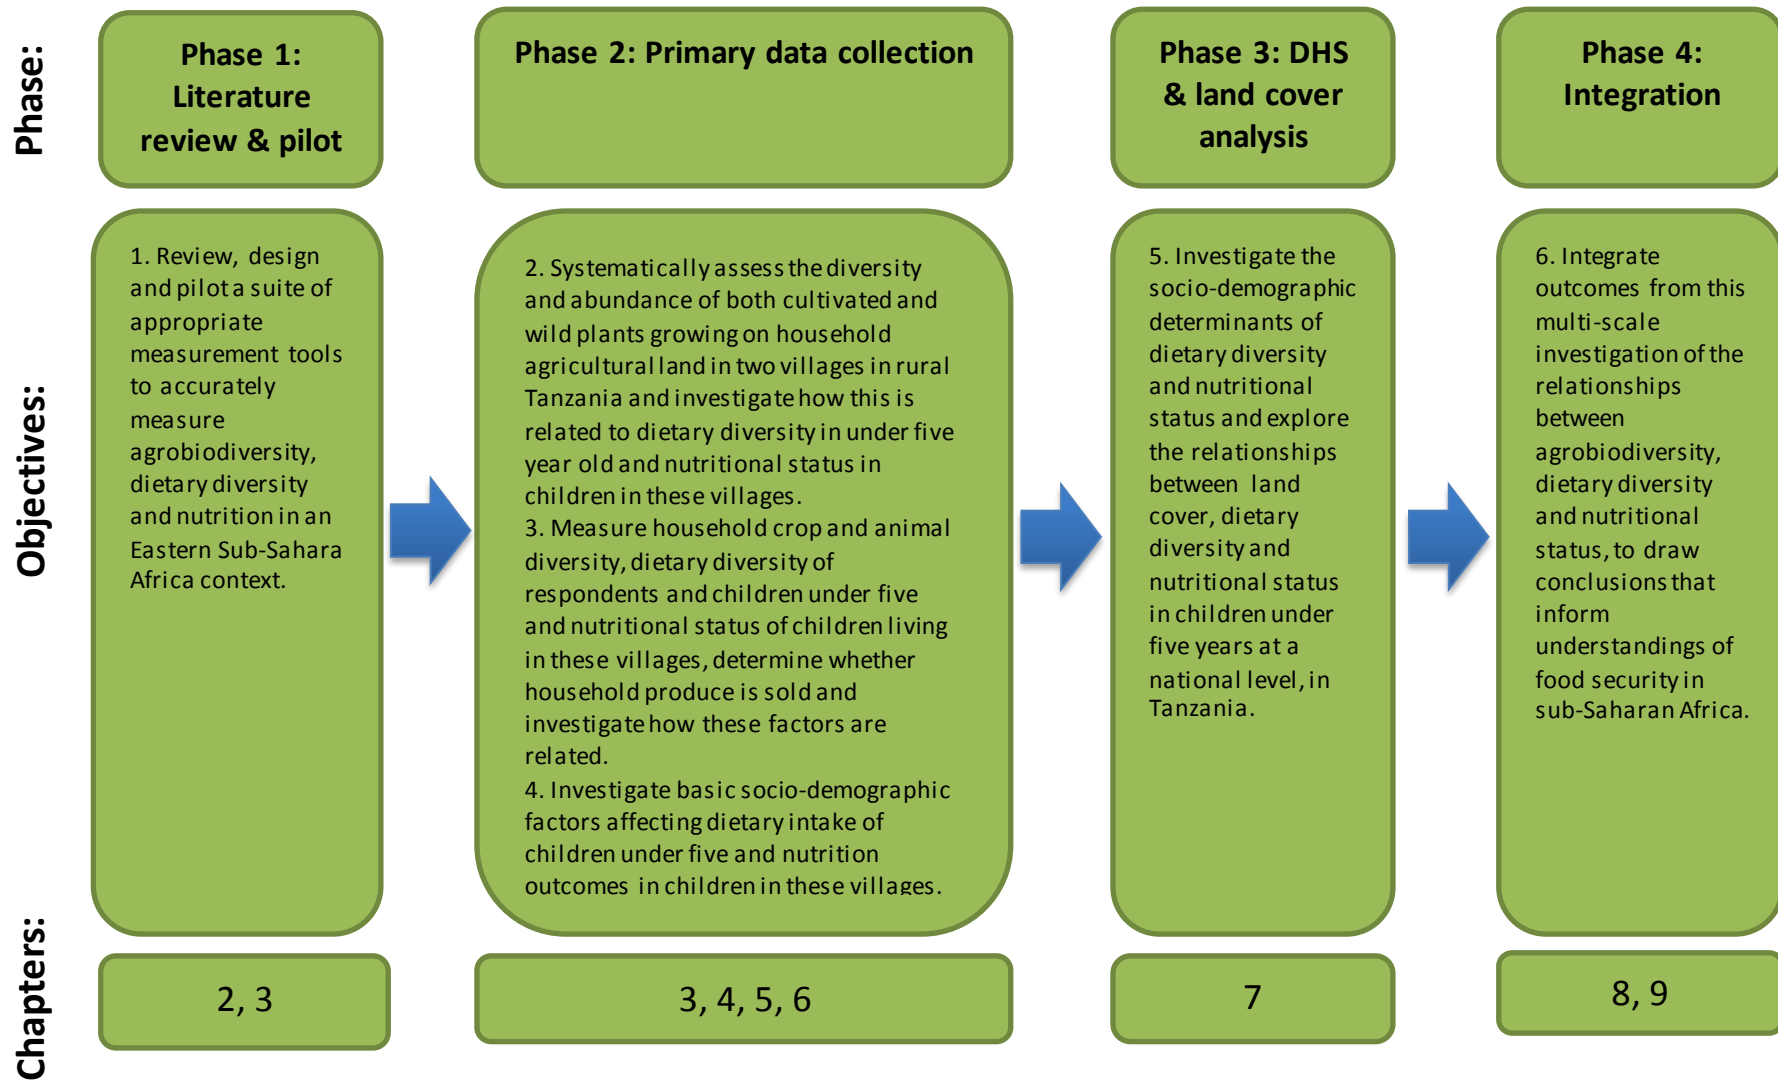 Phase:
Phase 1:
Literature
review & pilot
Phase 2: Primary data collection
Phase 3: DHS
& land cover
analysis
Phase 4:
Integration
Objectives:
1. Review, design
and pilot a suite of
appropriate
measurement tools
to accurately
measure
agrobiodiversity,
dietary diversity
and nutrition in an
Eastern Sub-Sahara
Africa context.
2. Systematically assess the diversity
and abundance of both cultivated and
wild plants growing on household
agricultural land in two villages in rural
Tanzania and investigate how this is
related to dietary diversity in under five
year old and nutritional status in
children in these villages.
3. Measure household crop and animal
diversity, dietary diversity of
respondents and children under five
and nutritional status of children living
in these villages, determine whether
household produce is sold and
investigate how these factors are
related.
4. Investigate basic socio-demographic
factors affecting dietary intake of
children under five and nutrition
outcomes in children in these villages.
5. Investigate the
socio-demographic
determinants of
dietary diversity
and nutritional
status and explore
the relationships
between land
cover, dietary
diversity and
nutritional status
in children under
five years at a
national level, in
Tanzania.
6. Integrate
outcomes from this
multi-scale
investigation of the
relationships
between
agrobiodiversity,
dietary diversity
and nutritional
status, to draw
conclusions that
inform
understandings of
food security in
sub-Saharan Africa.
Chapters:
2, 3
3, 4, 5, 6
7
8, 9